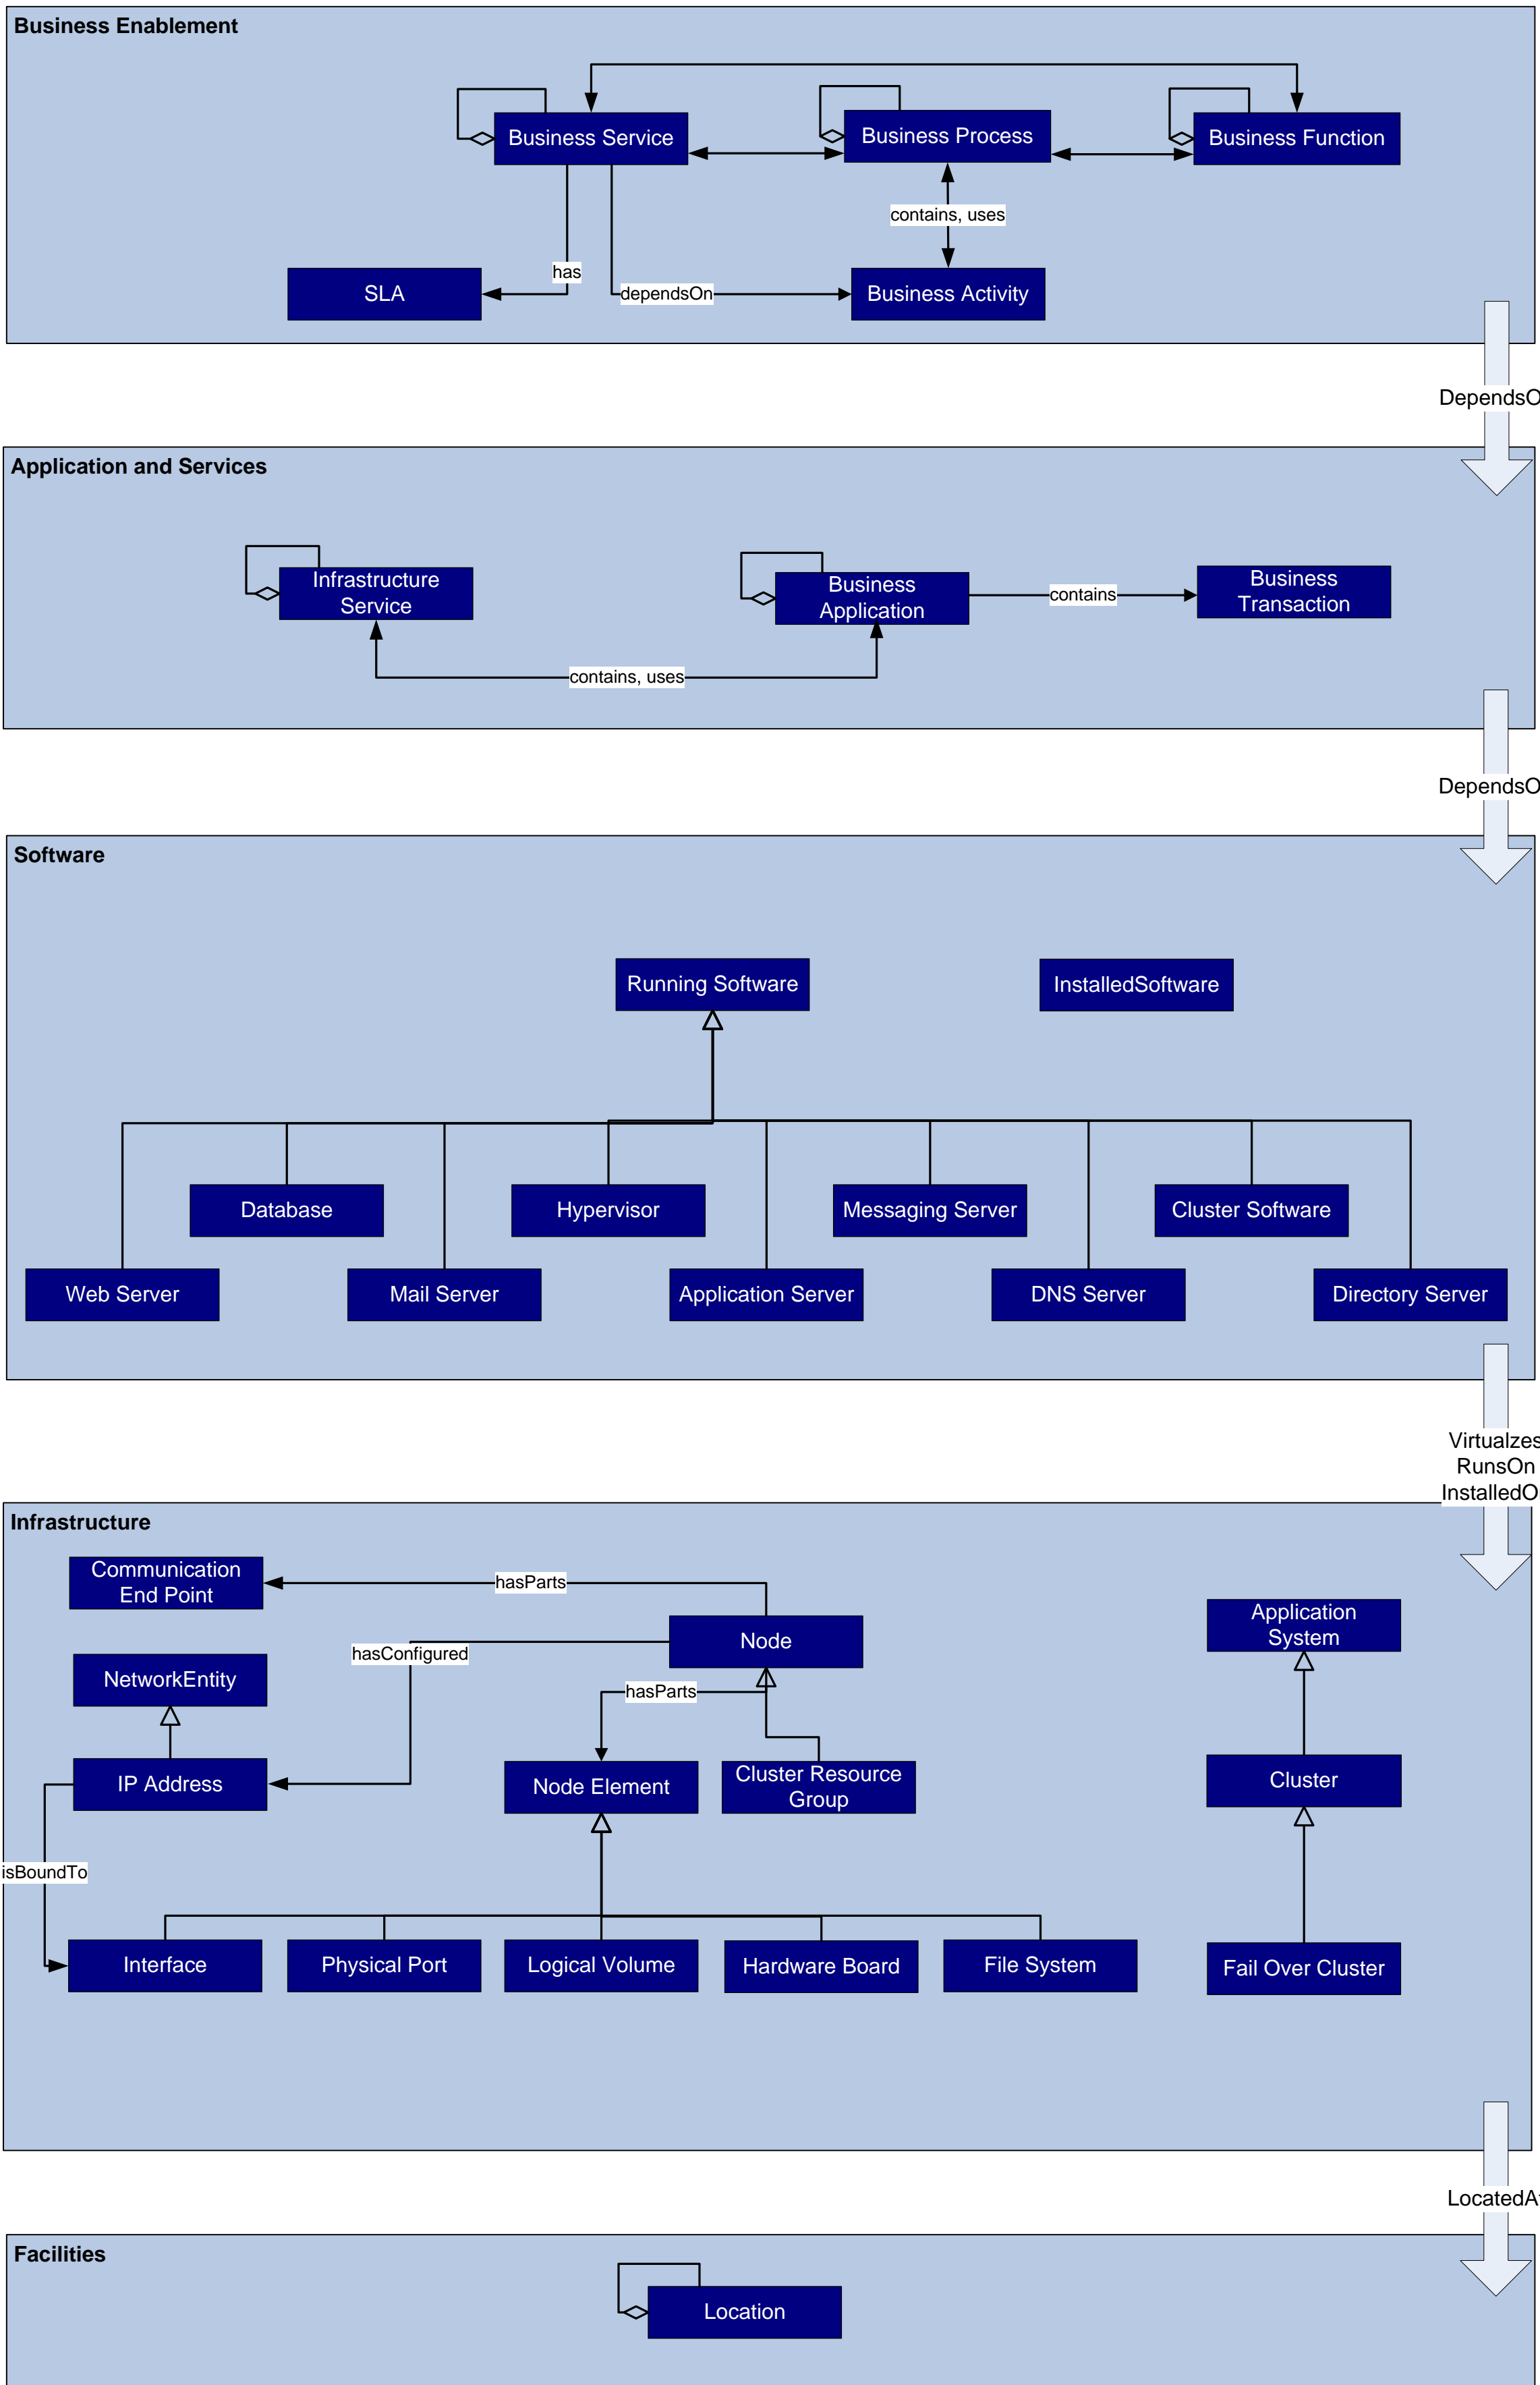 Business Enablement
Business Service
Business Process
Business Function
contains, uses
has
SLA
dependsOn
Business Activity
DependsO
Application and Services
Infrastructure
Service
Business
Application
contains
Business
Transaction
contains, uses
DependsO
Software
Running Software
InstalledSoftware
Database
Hypervisor
Messaging Server
Cluster Software
Web Server
Mail Server
Application Server
DNS Server
Directory Server
Virtualzes
RunsOn
InstalledO
Infrastructure
Communication
End Point
hasParts
Application
System
Node
hasConfigured
NetworkEntity
hasParts
IP Address
Node Element
Cluster Resource
Group
Cluster
isBoundTo
Interface
Physical Port
Logical Volume
Hardware Board
File System
Fail Over Cluster
LocatedAt
Facilities
Location